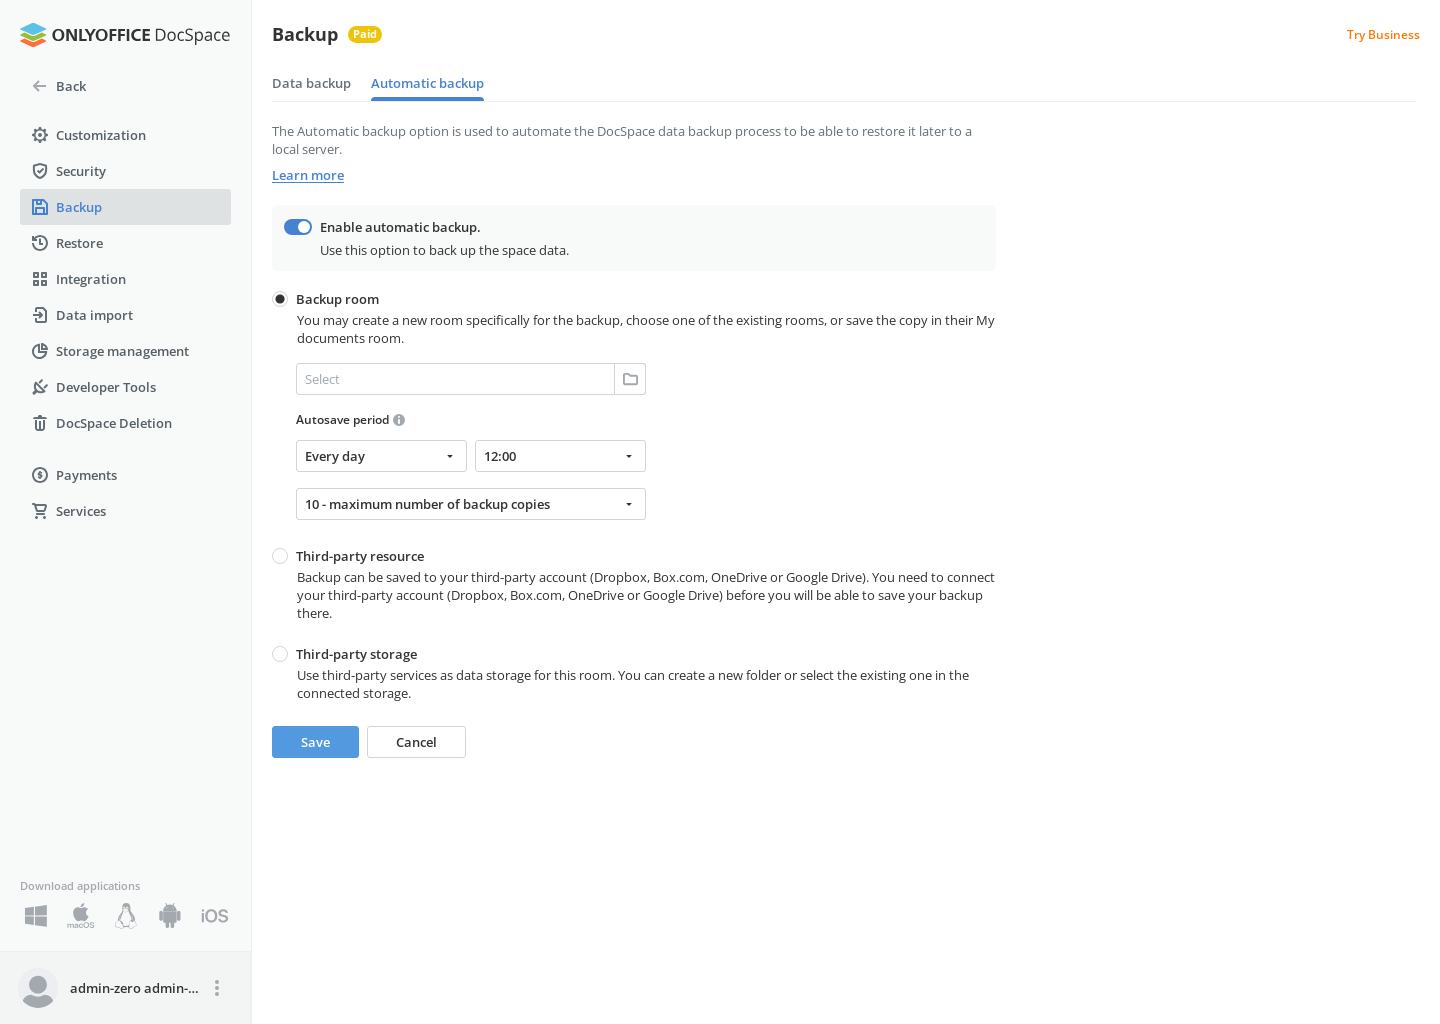 ONLYOFFICE DocSpace
Back
Customization
Security
Backup
Restore
Integration
Data import
Storage management
Developer Tools
DocSpace Deletion
Payments
Services
Download applications
macOS
iOS
admin-zero admin-...
Backup
Paid
Try Business
Data backup
Automatic backup
The Automatic backup option is used to automate the DocSpace data backup process to be able to restore it later to a
local server.
Learn more
Enable automatic backup.
Use this option to back up the space data.
Backup room
You may create a new room specifically for the backup, choose one of the existing rooms, or save the copy in their My
documents room.
Select
Autosave period
Every day
12:00
10 - maximum number of backup copies
Third-party resource
Backup can be saved to your third-party account (Dropbox, Box.com, OneDrive or Google Drive). You need to connect
your third-party account (Dropbox, Box.com, OneDrive or Google Drive) before you will be able to save your backup
there.
Third-party storage
Use third-party services as data storage for this room. You can create a new folder or select the existing one in the
connected storage.
Save
Cancel